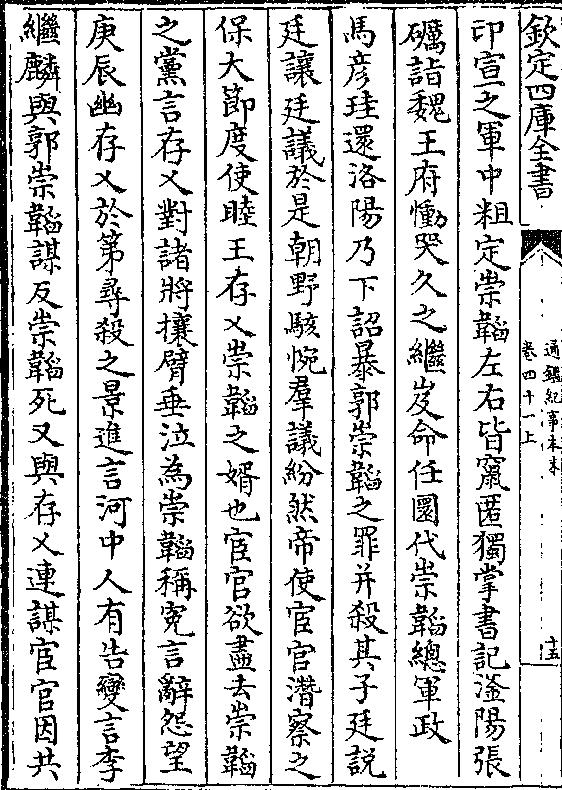 欽定四庫全書
通鑑紀事本末
卷四十一上
十五
印宣之軍中粗定崇韜左右皆竄匿獨掌書記滏陽張
礪詣魏王府慟哭久之繼岌命任圜代崇韜總軍政
馬彦珪還洛陽乃下詔暴郭崇韜之罪并殺其子廷説
廷讓廷議於是朝野駭惋羣議紛然帝使宦官潛察之
保大節度使睦王存乂崇韜之婿也宦官欲盡去崇韜
之黨言存乂對諸將攘臂垂泣為崇韜稱寃言辭怨望
庚辰幽存乂於第尋殺之景進言河中人有告變言李
繼麟與郭崇韜謀反崇韜死又與存乂連謀宦官因共